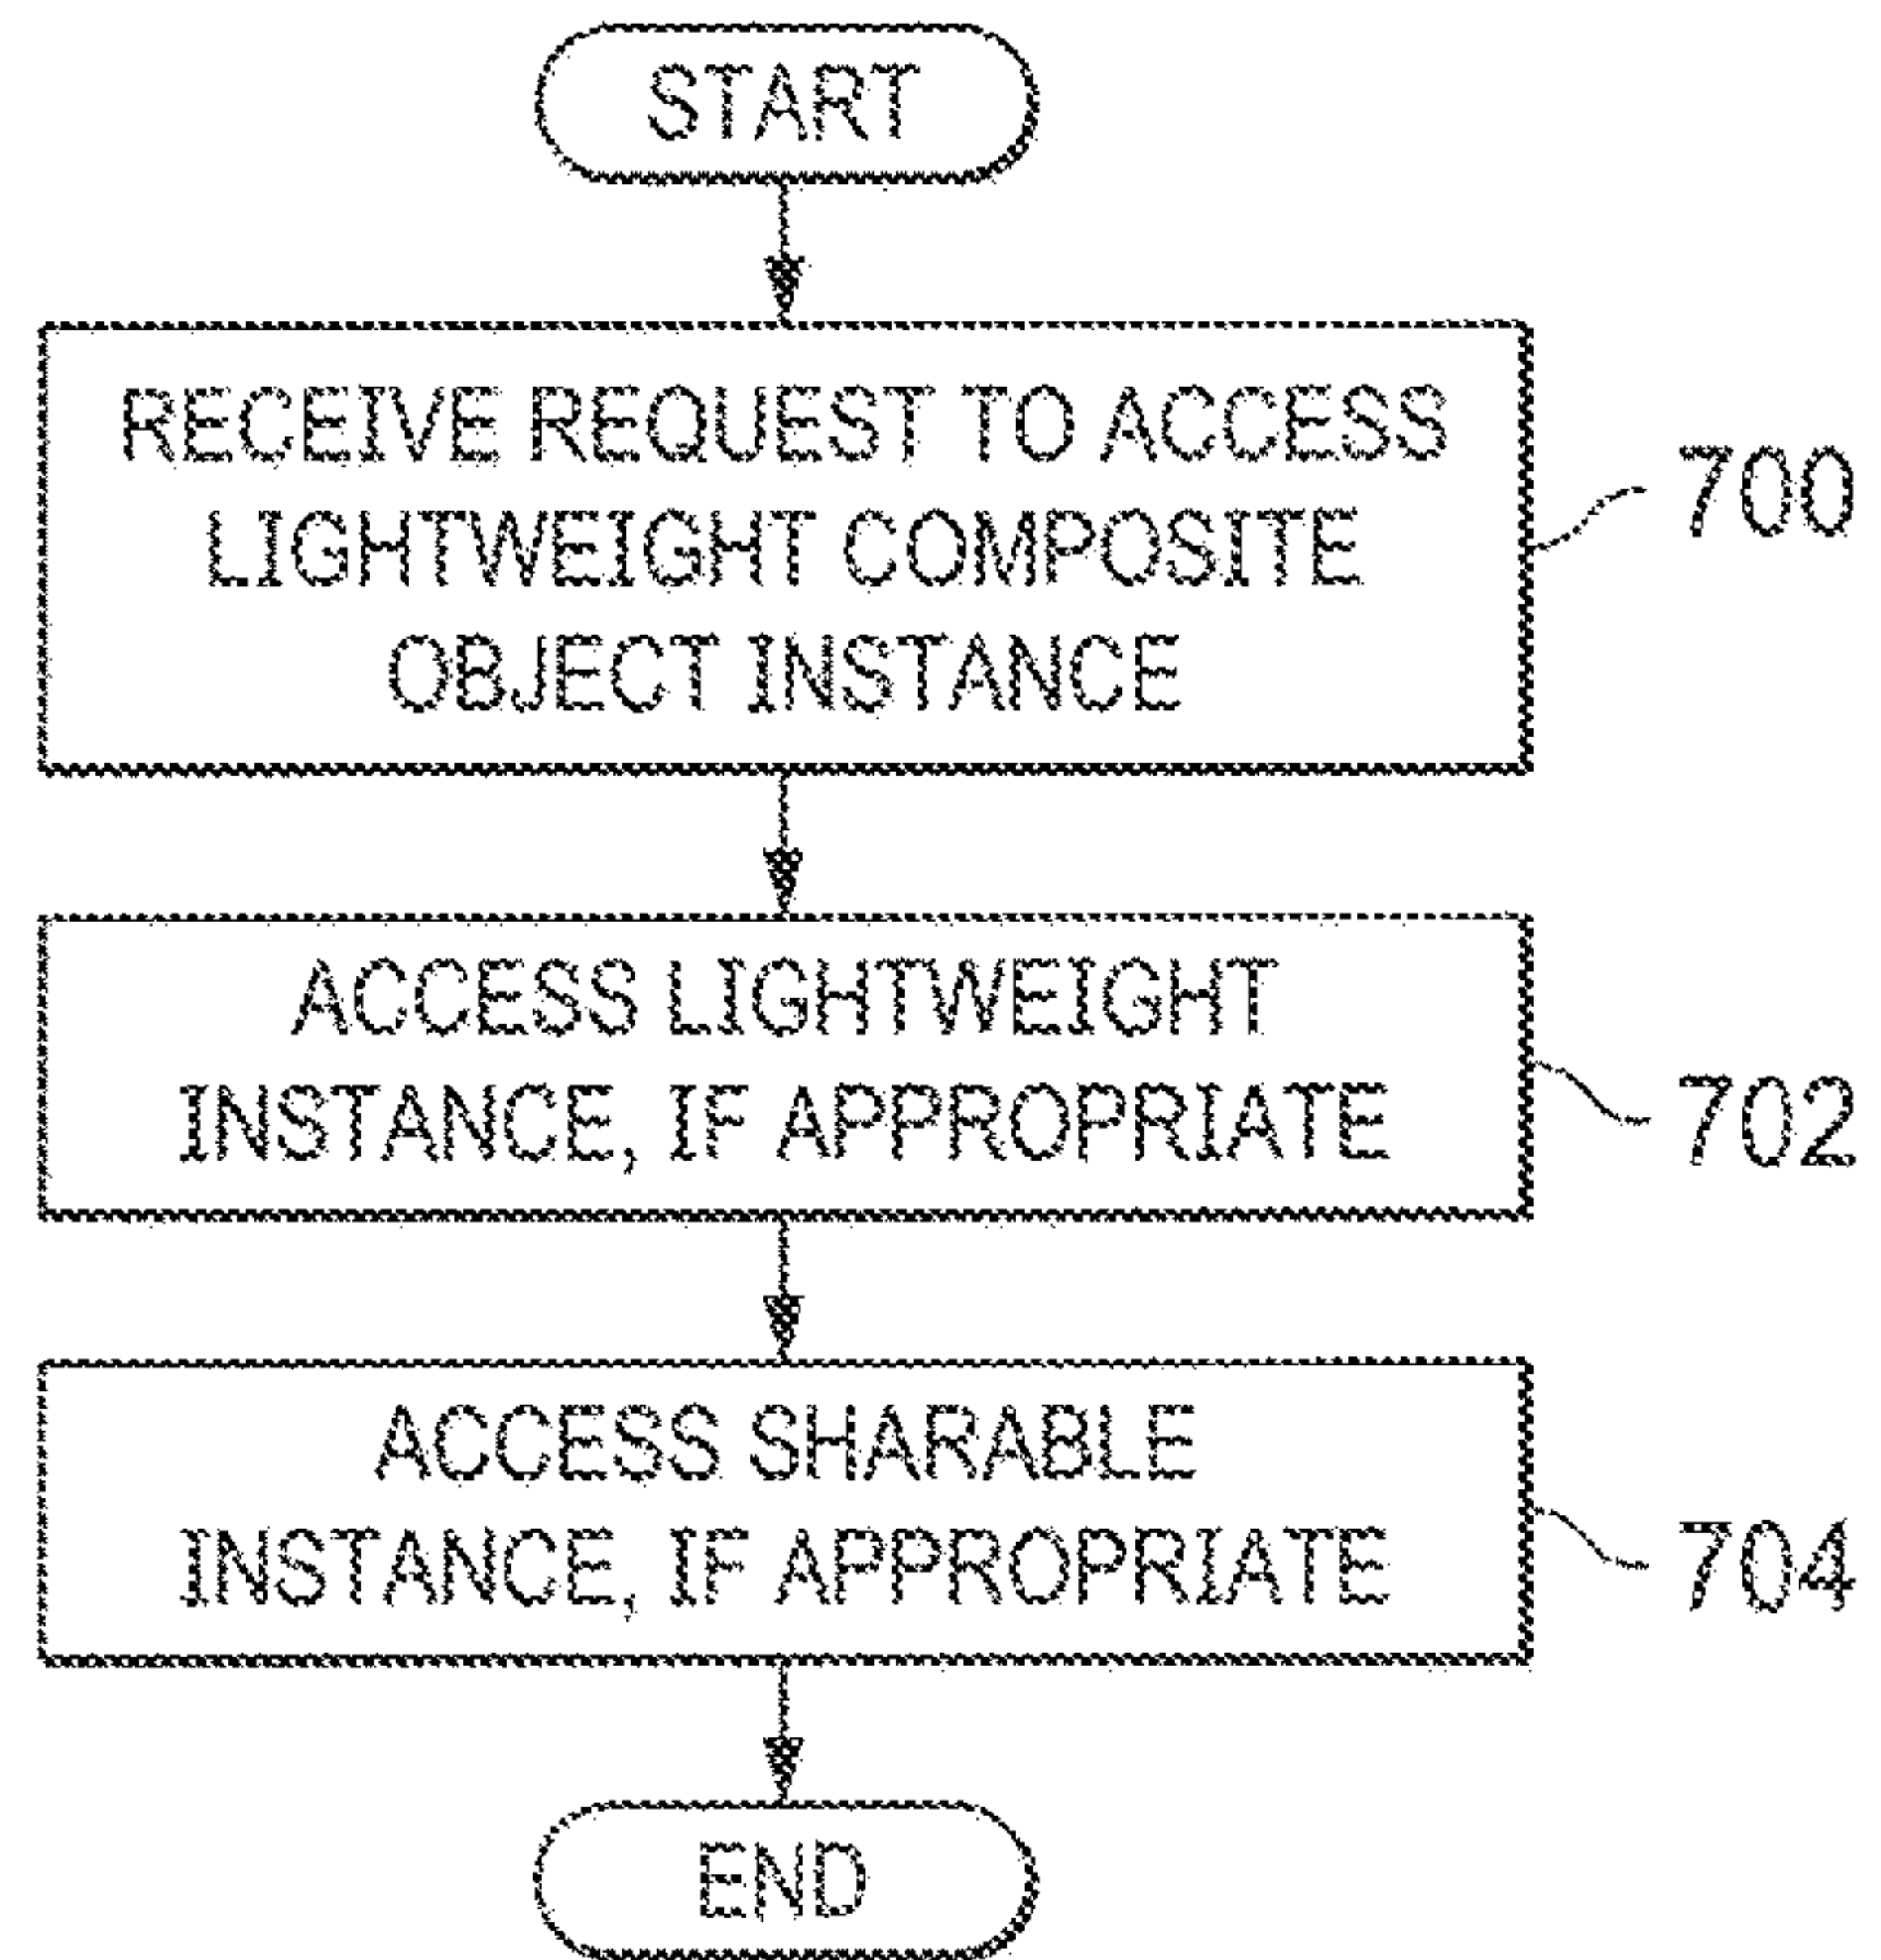 START
RECEIVE REQUEST TO ACCESS
LIGHTWEIGHT COMPOSITE
OBJECT INSTANCE
700
ACCESS LIGHTWEIGHT
INSTANCE, IF APPROPRIATE
702
ACCESS SHARABLE
INSTANCE, IF APPROPRIATE
704
END